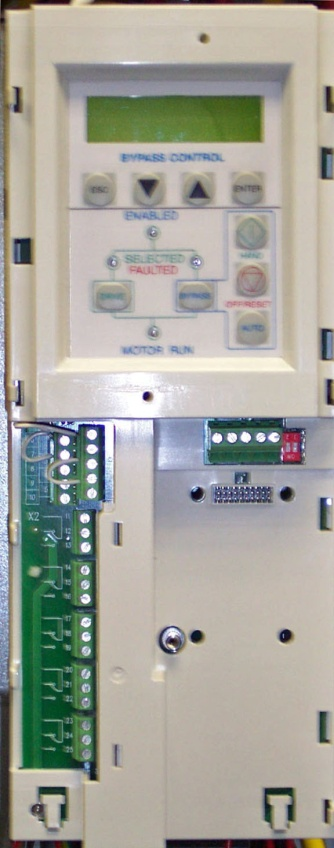 BYPASS CONTROL
ESC
ENTER
ENABLED
HAND
SELECTED
FAULTED
DRIVE
BYPASS
OFF/RESET
AUTO
MOTOR RUN
X2